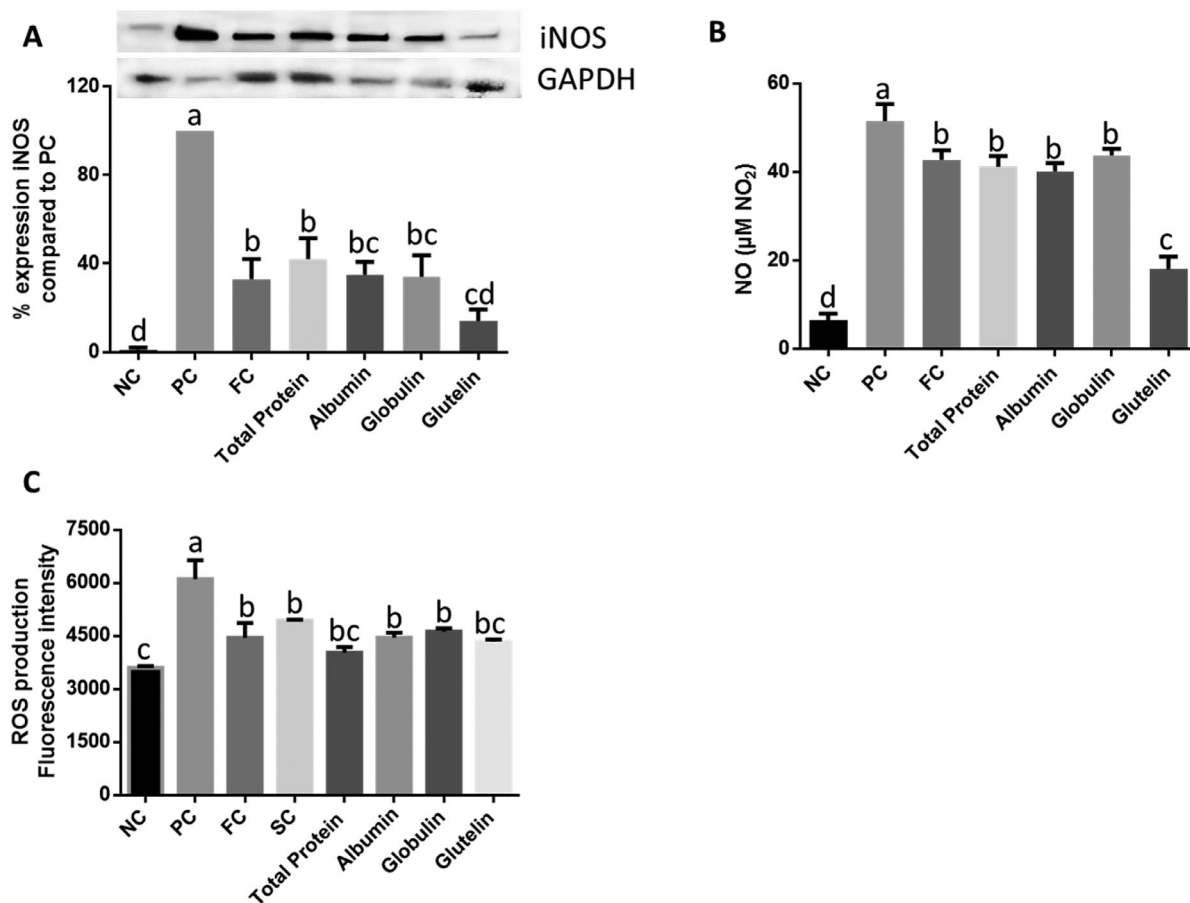 A
iNOS
GAPDH
% expression iNOS
compared to PC
120
80
40
0
d
a
b
b
bc
bc
cd
NC
PC
FC
Total Protein
Albumin
Globulin
Glutelin
B
NO (µM NO₂)
60
40
20
0
d
a
b
b
b
b
c
NC
PC
FC
Total Protein
Albumin
Globulin
Glutelin
C
ROS production
Fluorescence intensity
7500
6000
4500
3000
1500
0
c
a
b
b
bc
b
b
bc
NC
PC
FC
SC
Total Protein
Albumin
Globulin
Glutelin